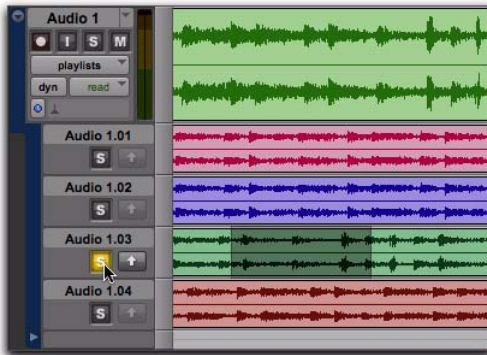 Audio 1
I S M
playlists
dyn read
Audio 1.01
S
Audio 1.02
S
Audio 1.03
S
Audio 1.04
S